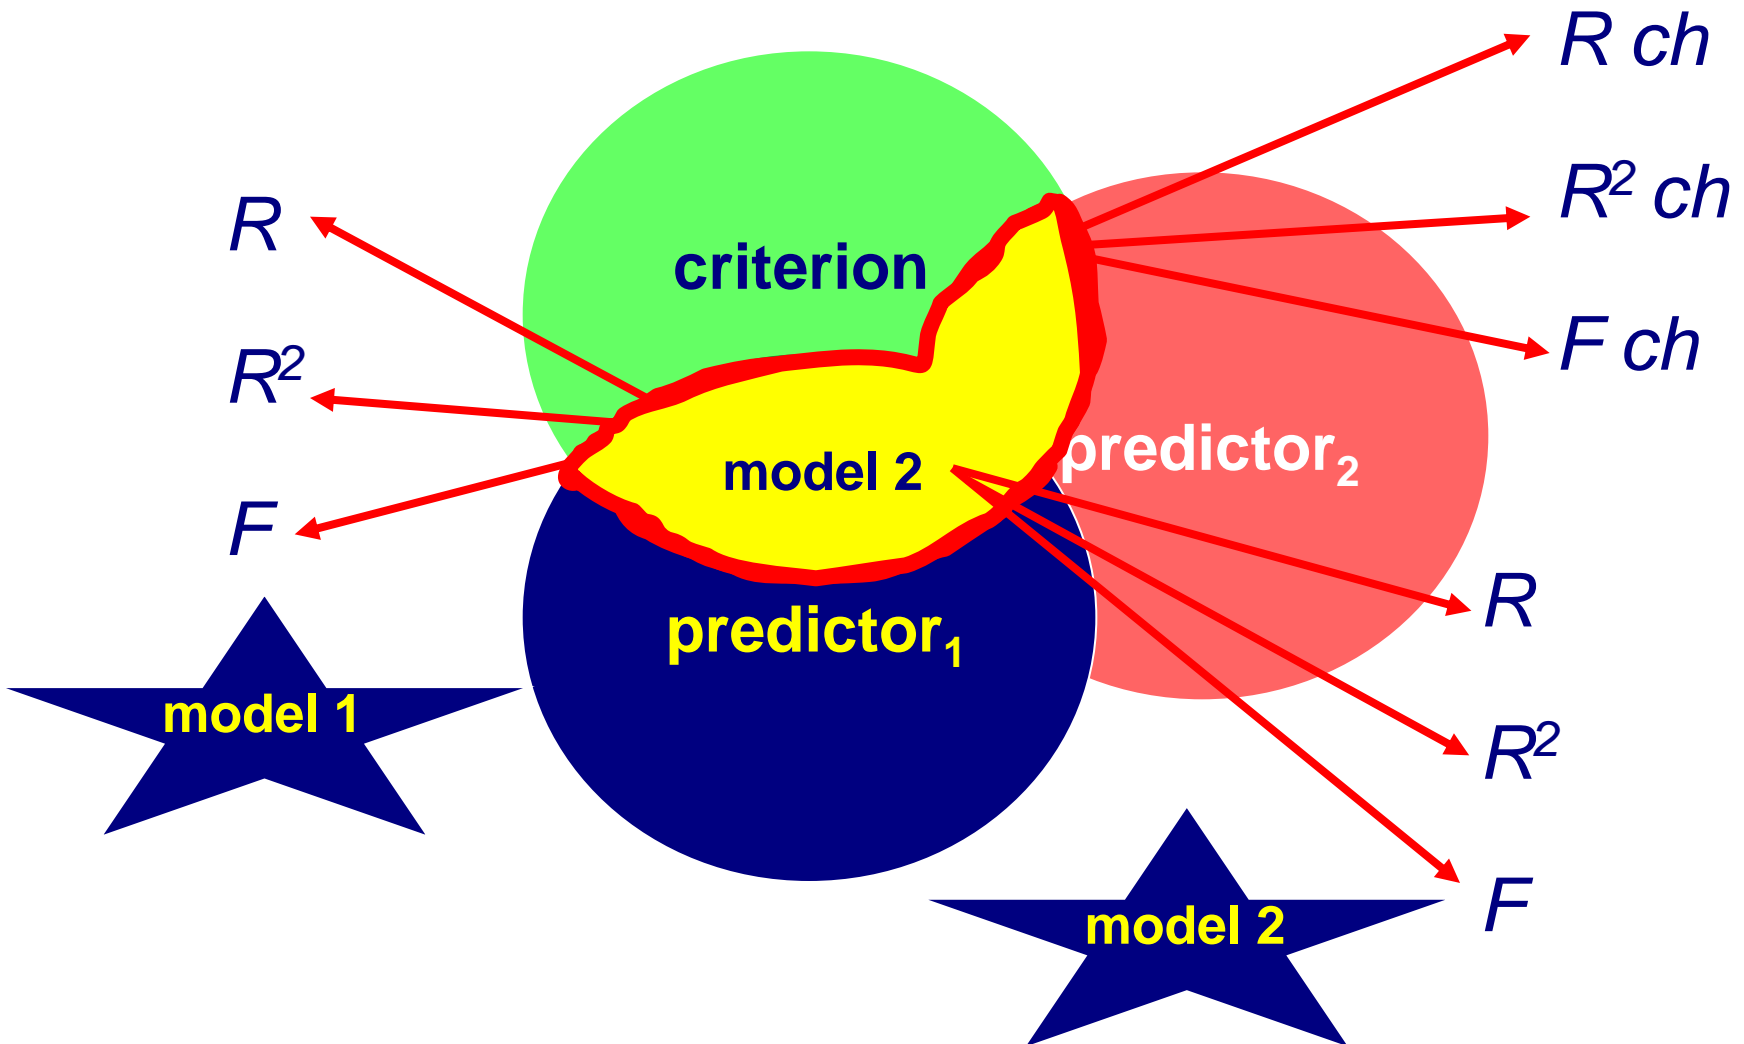 R ch
R² ch
R
criterion
F ch
R²
model 2
predictor₂
F
R
predictor₁
model 1
R²
model 2
F